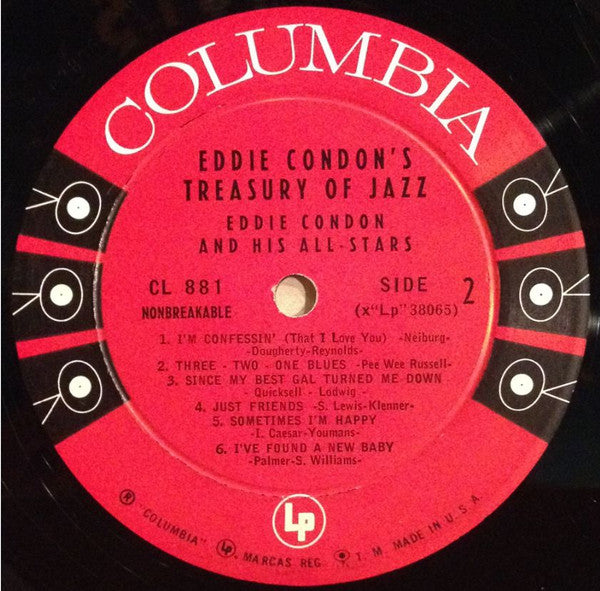 COLUMBIA
EDDIE CONDON'S
TREASURY OF JAZZ
EDDIE CONDON
AND HIS ALL-STARS
CL 881
NONBREAKABLE
SIDE 2
(x"Lp"38065)
1. I'M CONFESSIN' (That I Love You) -Neiburg-
-Dougherty-Reynolds-
2. THREE - TWO - ONE BLUES -Pee Wee Russell-
3. SINCE MY BEST GAL TURNED ME DOWN
-Quicksell - Lodwig -
4. JUST FRIENDS -S. Lewis-Klenner-
5. SOMETIMES I'M HAPPY
-I. Caesar-Youmans-
6. I'VE FOUND A NEW BABY
-Palmer-S. Williams-
Lp
® "COLUMBIA" Lp MARCAS REG. T. M. MADE IN U.S.A.